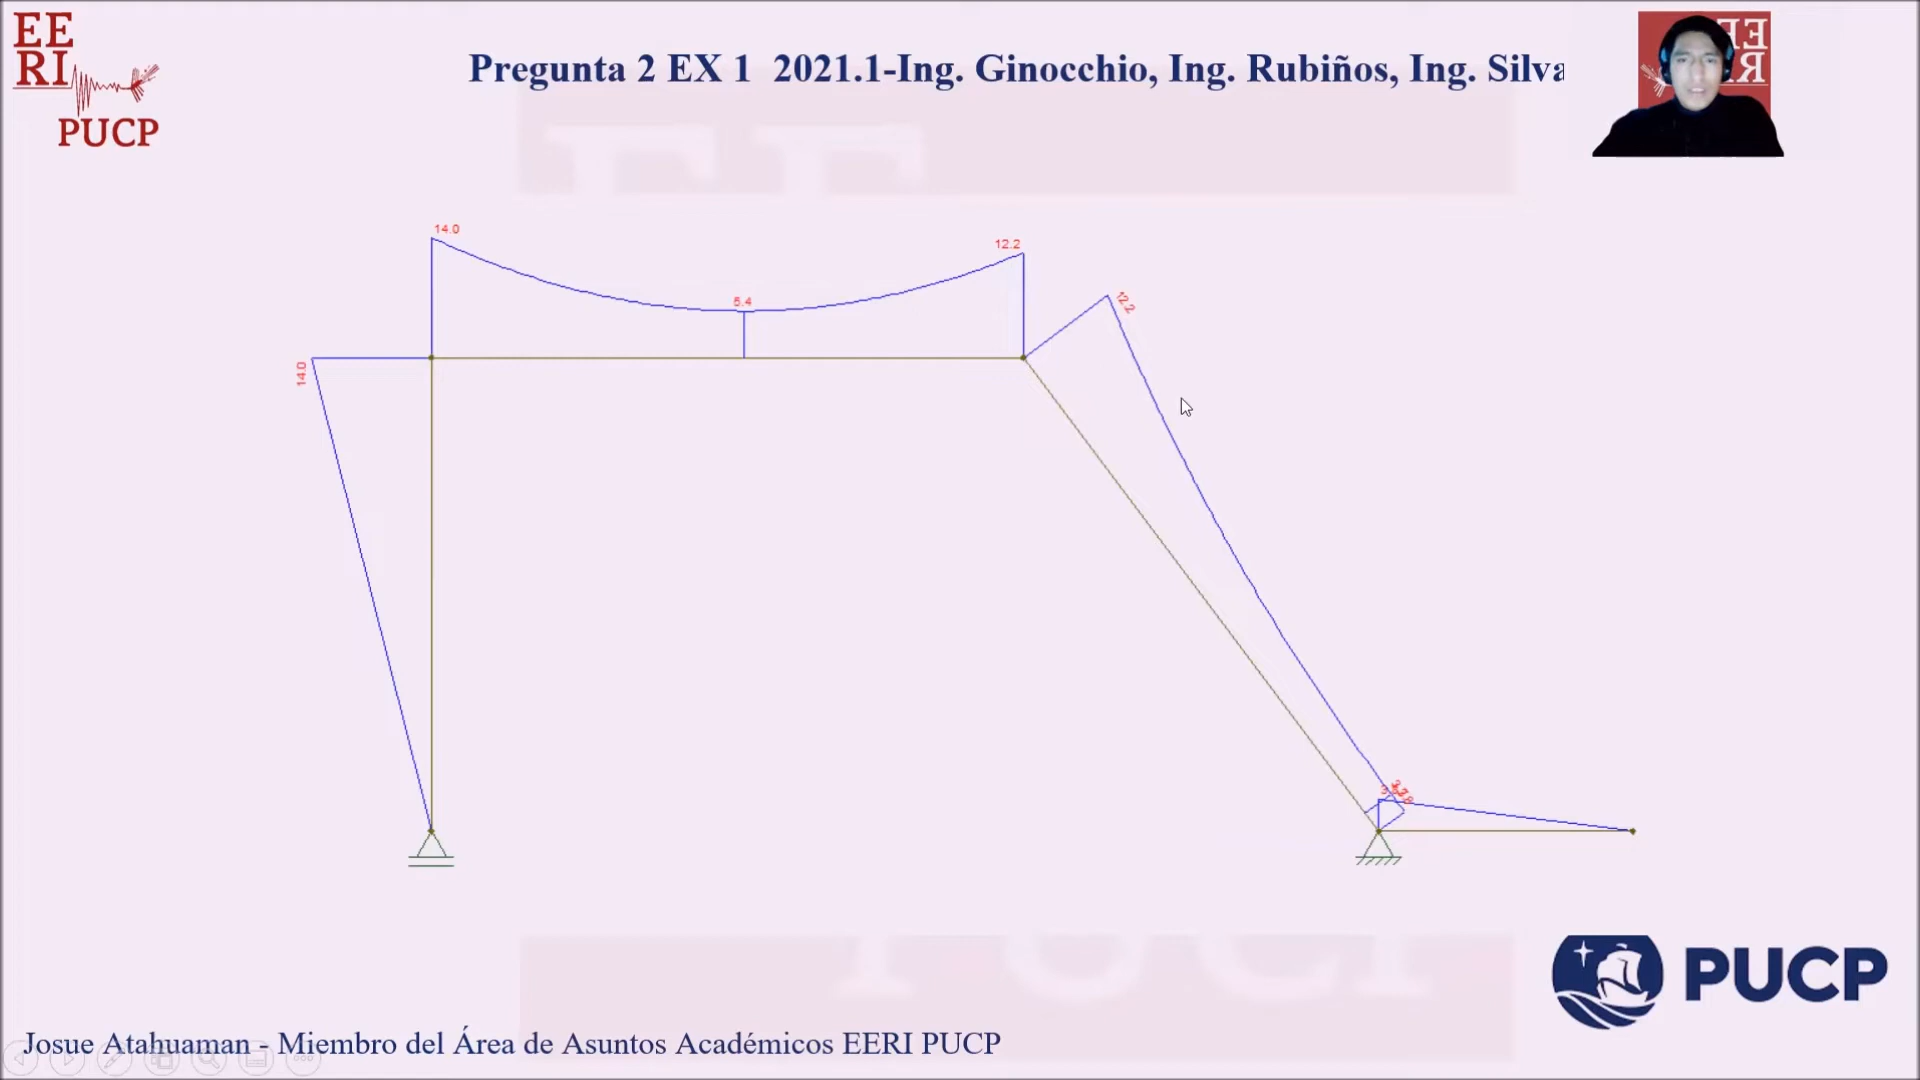 EE
RI
PUCP
Pregunta 2 EX 1 2021.1-Ing. Ginocchio, Ing. Rubiños, Ing. Silva
14.0
12.2
5.4
12.2
14.0
PUCP
Josue Atahuaman - Miembro del Área de Asuntos Académicos EERI PUCP